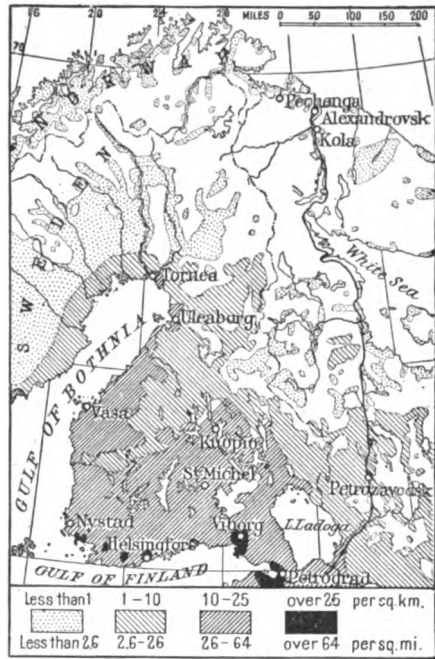 16 20 24 28 MILES 0 50 100 200
70
NORWAY
Pechenga
Alexandrovsk
Kola
SWEDEN
White Sea
Tornea
Uleaborg
GULF OF BOTHNIA
Vasa
Kuopio
St Michel
Petrozavodsk
Nystad
Viborg
L.Ladoga
Helsingfors
60
GULF OF FINLAND
Petrograd
Less than 1 1-10 10-25 over 25 per sq. km.
Less than 2,6 2,6-26 26-64 over 64 per sq. mi.